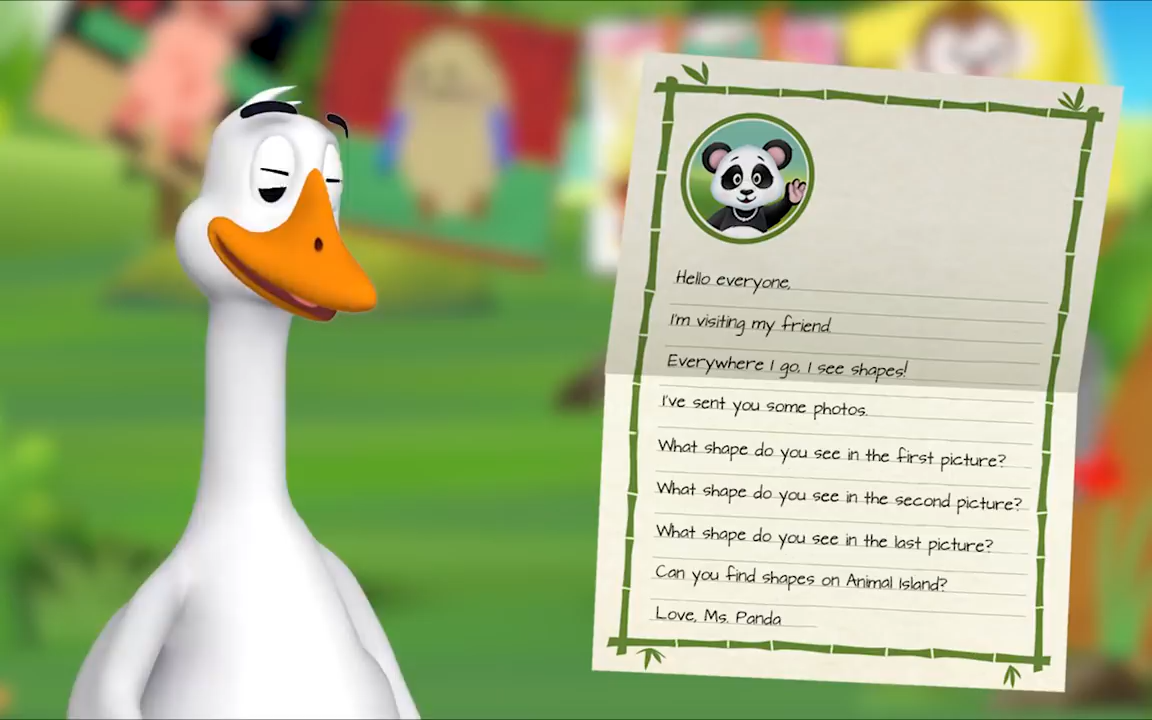 Hello everyone,
I'm visiting my friend.
Everywhere I go, I see shapes!
I've sent you some photos.
What shape do you see in the first picture?
What shape do you see in the second picture?
What shape do you see in the last picture?
Can you find shapes on Animal Island?
Love, Ms. Panda